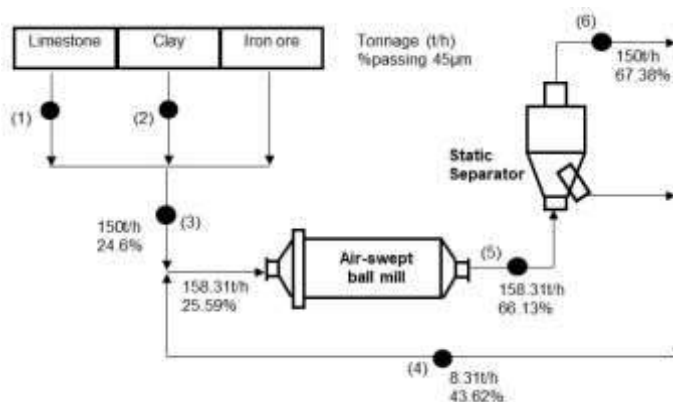 Limestone Clay Iron ore
Tonnage (t/h)
%passing 45µm
(1)
(2)
(3)
150t/h
24.6%
158.31t/h
25.59%
Air-swept
ball mill
(5)
158.31t/h
66.13%
Static
Separator
(6)
150t/h
67.38%
(4)
8.31t/h
43.62%